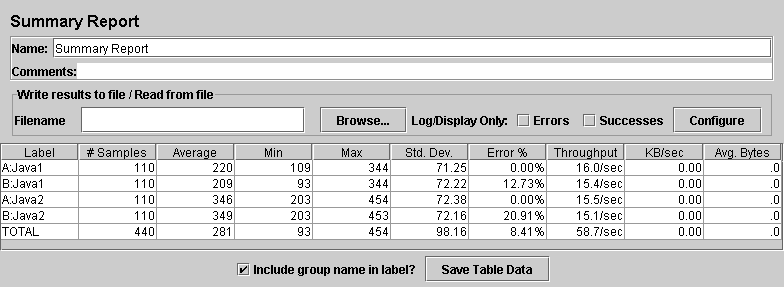 Summary Report
Name: Summary Report
Comments:
Write results to file / Read from file
Filename Browse... Log/Display Only: Errors Successes Configure
Label # Samples Average Min Max Std. Dev. Error % Throughput KB/sec Avg. Bytes
A:Java1 110 220 109 344 71.25 0.00% 16.0/sec 0.00 .0
B:Java1 110 209 93 344 72.22 12.73% 15.4/sec 0.00 .0
A:Java2 110 346 203 454 72.38 0.00% 15.5/sec 0.00 .0
B:Java2 110 349 203 453 72.16 20.91% 15.1/sec 0.00 .0
TOTAL 440 281 93 454 98.16 8.41% 58.7/sec 0.00 .0
Include group name in label? Save Table Data